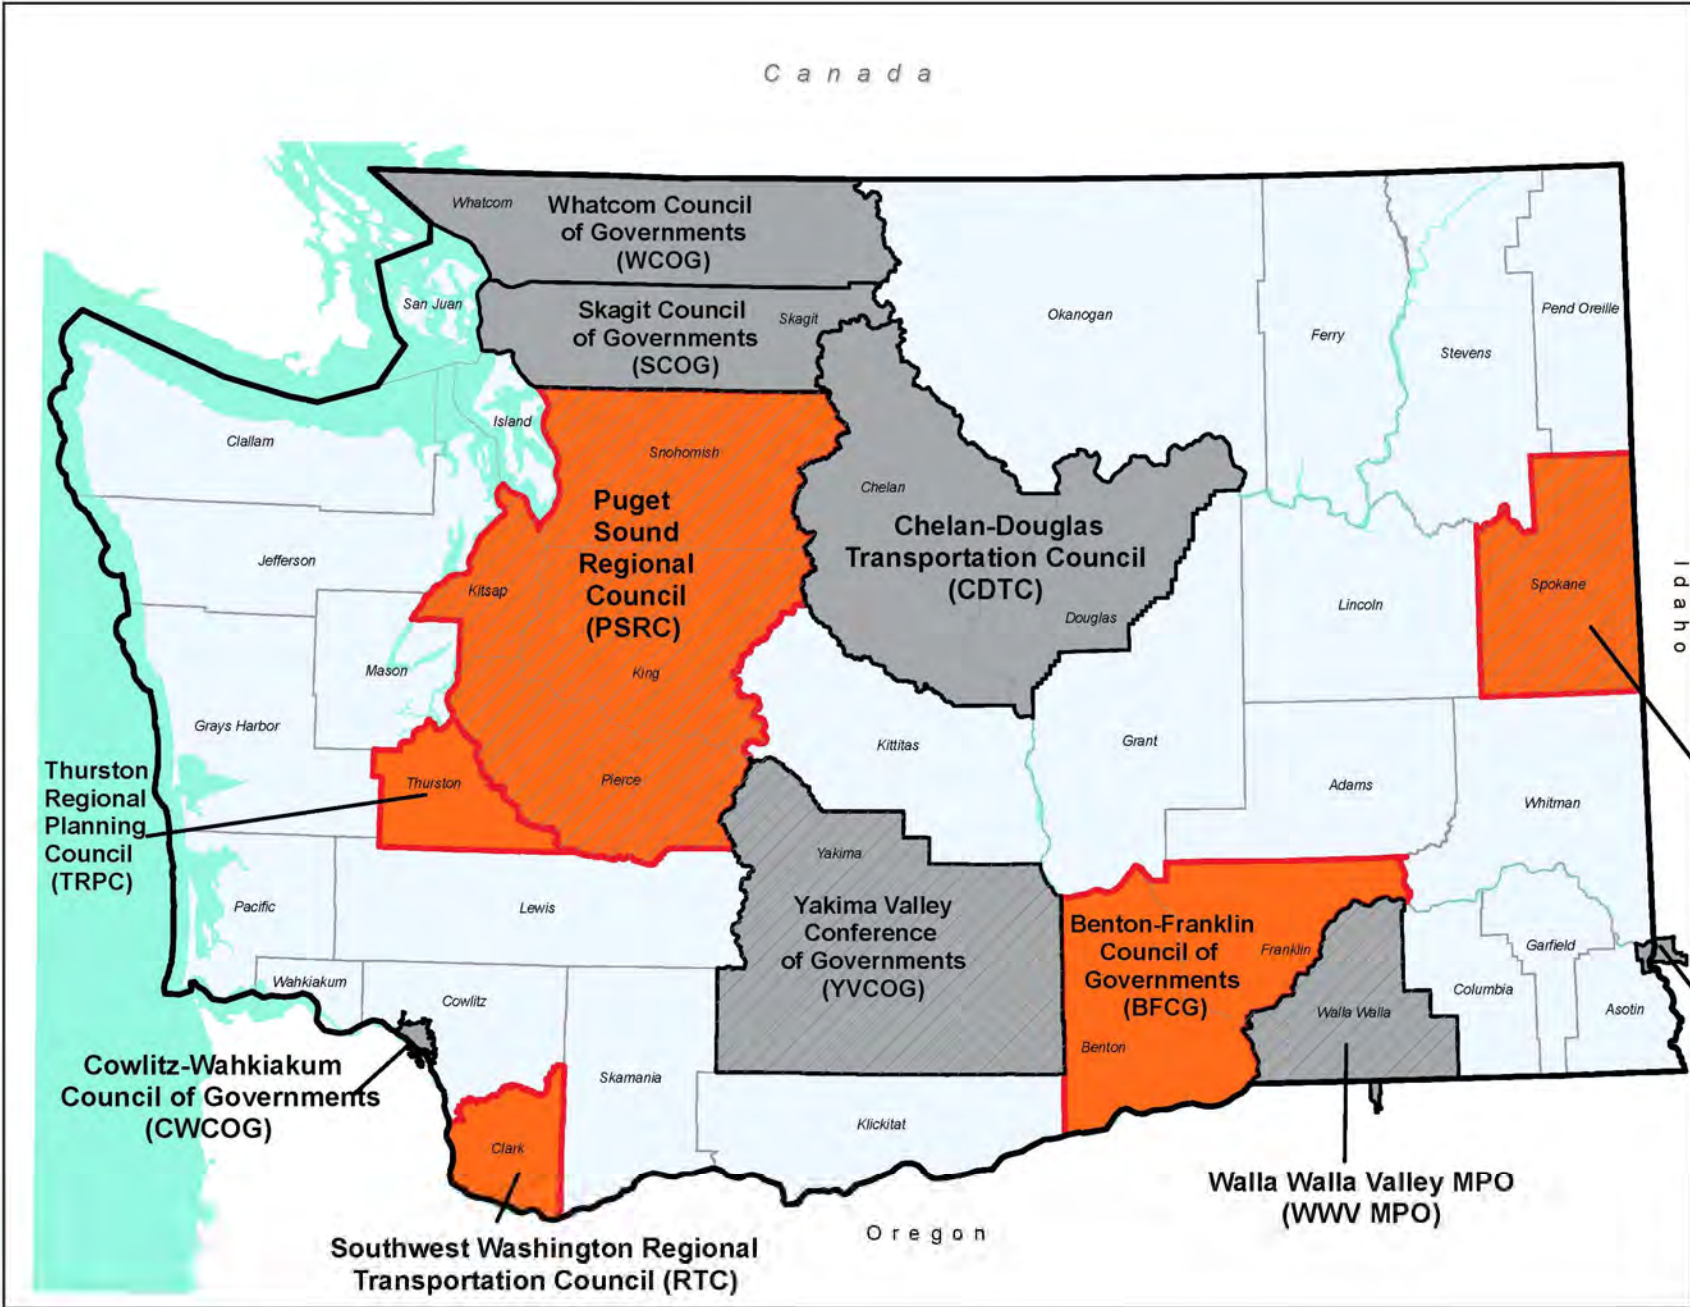 Canada
Whatcom
Whatcom Council
of Governments
(WCOG)
San Juan
Skagit Council
of Governments
(SCOG)
Skagit
Okanogan
Ferry
Stevens
Pend Oreille
Clallam
Island
Snohomish
Puget
Sound
Regional
Council
(PSRC)
Chelan
Chelan-Douglas
Transportation Council
(CDTC)
Douglas
Jefferson
Kitsap
Lincoln
Spokane
Idaho
Mason
King
Grays Harbor
Kittitas
Grant
Adams
Whitman
Thurston
Regional
Planning
Council
(TRPC)
Thurston
Pierce
Yakima
Yakima Valley
Conference
of Governments
(YVCOG)
Pacific
Lewis
Benton-Franklin
Council of
Governments
(BFCG)
Franklin
Benton
Garfield
Columbia
Asotin
Walla Walla
Wahkiakum
Cowlitz
Cowlitz-Wahkiakum
Council of Governments
(CWCOG)
Skamania
Klickitat
Clark
Walla Walla Valley MPO
(WWV MPO)
Oregon
Southwest Washington Regional
Transportation Council (RTC)